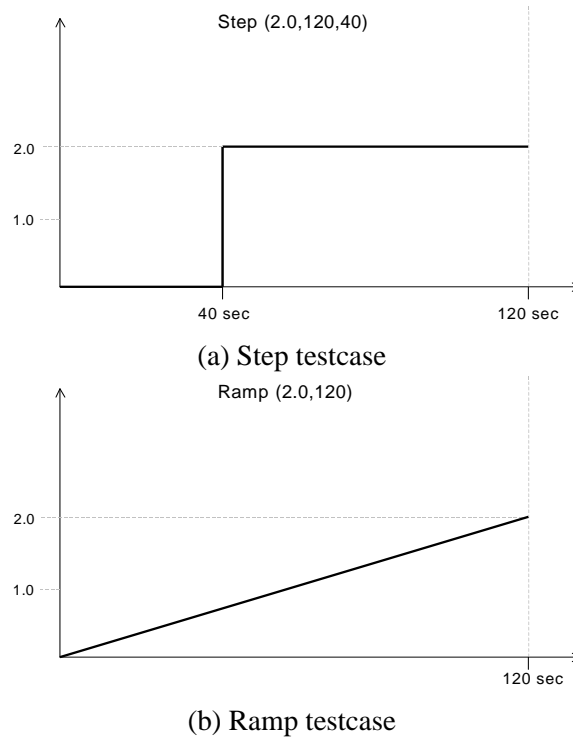 Step (2.0,120,40)
2.0
1.0
40 sec
120 sec
(a) Step testcase
Ramp (2.0,120)
2.0
1.0
120 sec
(b) Ramp testcase